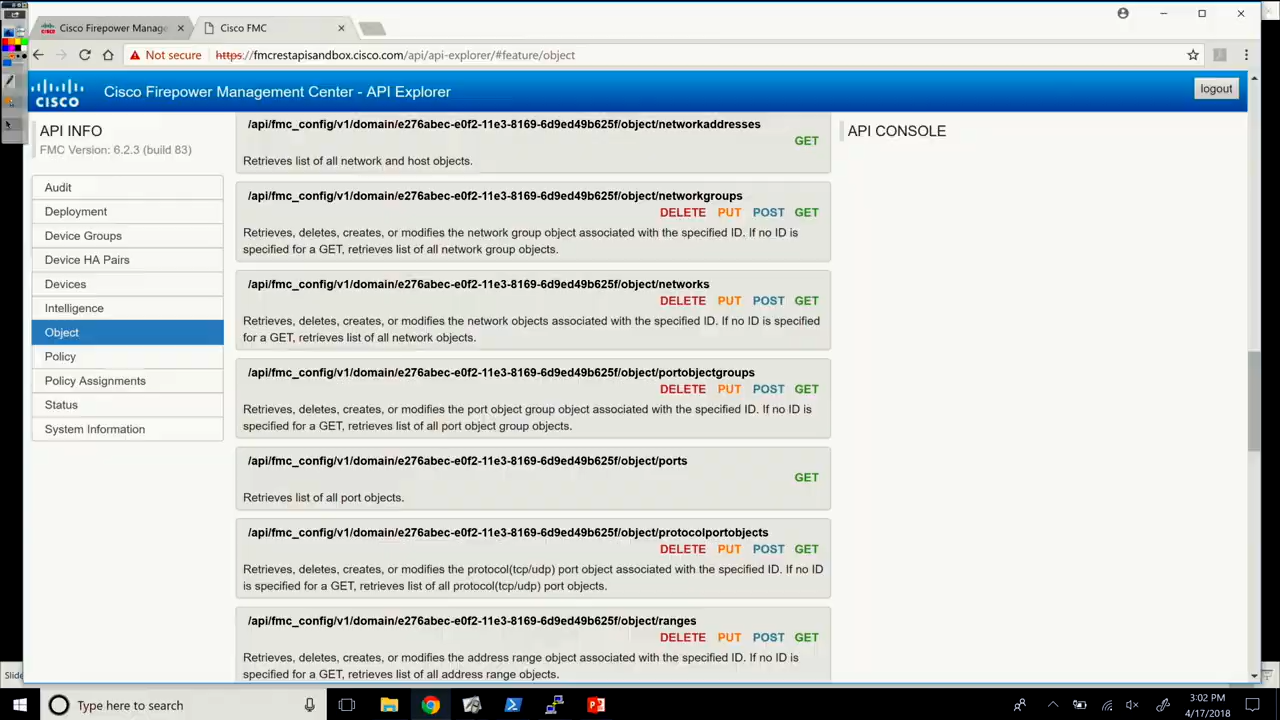 Cisco Firepower Manage
Cisco FMC
Not secure
https://fmcrestapisandbox.cisco.com/api/api-explorer/#feature/object
CISCO
Cisco Firepower Management Center - API Explorer
logout
API INFO
FMC Version: 6.2.3 (build 83)
Audit
Deployment
Device Groups
Device HA Pairs
Devices
Intelligence
Object
Policy
Policy Assignments
Status
System Information
/api/fmc_config/v1/domain/e276abec-e0f2-11e3-8169-6d9ed49b625f/object/networkaddresses
GET
Retrieves list of all network and host objects.
/api/fmc_config/v1/domain/e276abec-e0f2-11e3-8169-6d9ed49b625f/object/networkgroups
DELETE PUT POST GET
Retrieves, deletes, creates, or modifies the network group object associated with the specified ID. If no ID is
specified for a GET, retrieves list of all network group objects.
/api/fmc_config/v1/domain/e276abec-e0f2-11e3-8169-6d9ed49b625f/object/networks
DELETE PUT POST GET
Retrieves, deletes, creates, or modifies the network objects associated with the specified ID. If no ID is specified
for a GET, retrieves list of all network objects.
/api/fmc_config/v1/domain/e276abec-e0f2-11e3-8169-6d9ed49b625f/object/portobjectgroups
DELETE PUT POST GET
Retrieves, deletes, creates, or modifies the port object group object associated with the specified ID. If no ID is
specified for a GET, retrieves list of all port object group objects.
/api/fmc_config/v1/domain/e276abec-e0f2-11e3-8169-6d9ed49b625f/object/ports
GET
Retrieves list of all port objects.
/api/fmc_config/v1/domain/e276abec-e0f2-11e3-8169-6d9ed49b625f/object/protocolportobjects
DELETE PUT POST GET
Retrieves, deletes, creates, or modifies the protocol(tcp/udp) port object associated with the specified ID. If no ID
is specified for a GET, retrieves list of all protocol(tcp/udp) port objects.
/api/fmc_config/v1/domain/e276abec-e0f2-11e3-8169-6d9ed49b625f/object/ranges
DELETE PUT POST GET
Retrieves, deletes, creates, or modifies the address range object associated with the specified ID. If no ID is
specified for a GET, retrieves list of all address range objects.
API CONSOLE
Slide
Type here to search
3:02 PM
4/17/2018